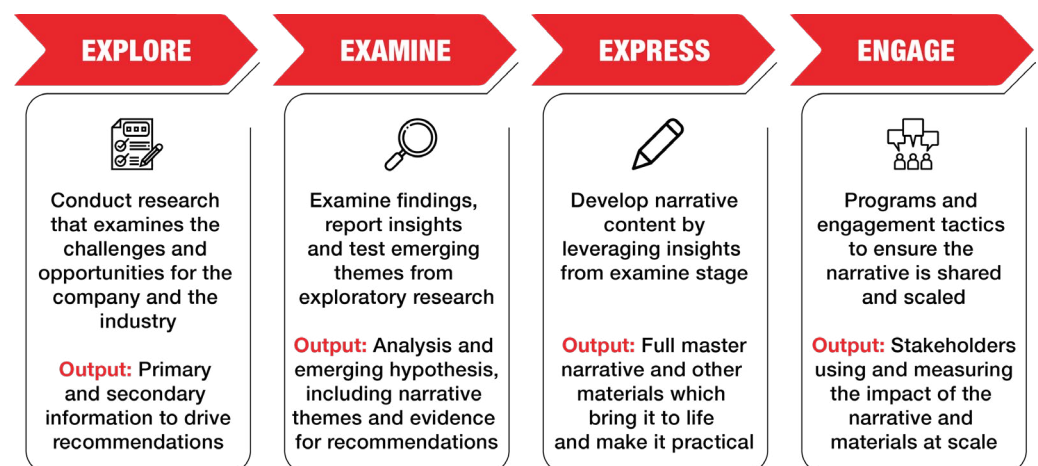 EXPLORE
Conduct research
that examines the
challenges and
opportunities for the
company and the
industry
Output: Primary
and secondary
information to drive
recommendations
EXAMINE
Examine findings,
report insights
and test emerging
themes from
exploratory research
Output: Analysis and
emerging hypothesis,
including narrative
themes and evidence
for recommendations
EXPRESS
Develop narrative
content by
leveraging insights
from examine stage
Output: Full master
narrative and other
materials which
bring it to life
and make it practical
ENGAGE
Programs and
engagement tactics
to ensure the
narrative is shared
and scaled
Output: Stakeholders
using and measuring
the impact of the
narrative and
materials at scale